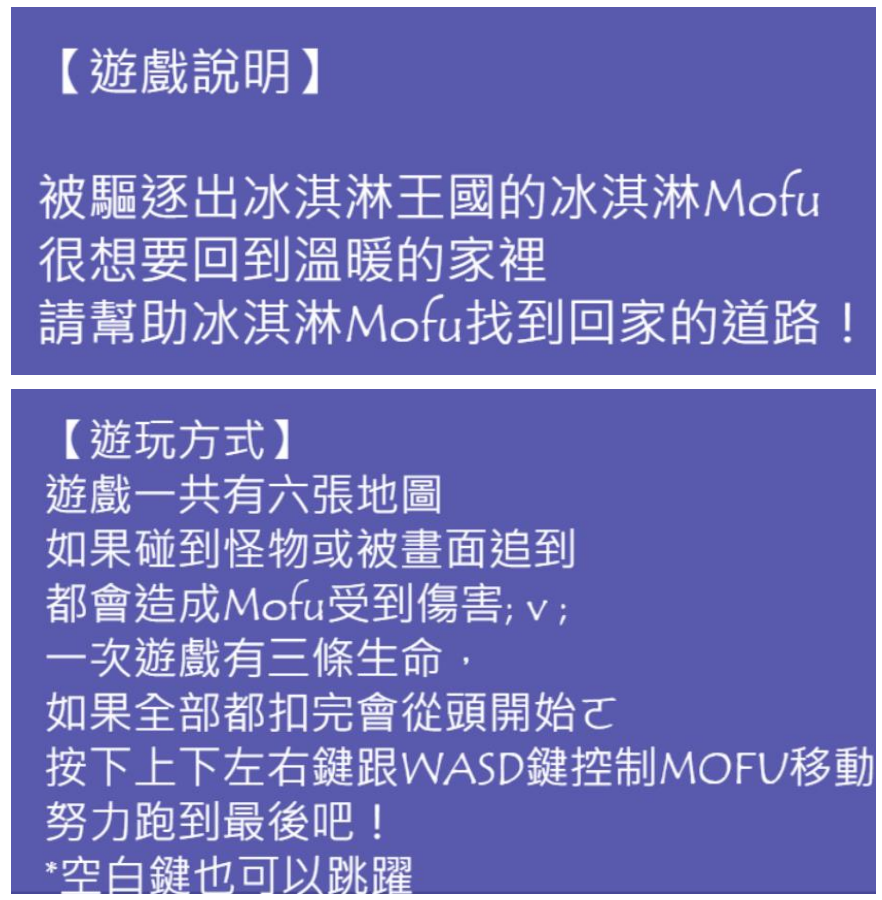 【遊戲說明】
被驅逐出冰淇淋王國的冰淇淋Mofu
很想要回到溫暖的家裡
請幫助冰淇淋Mofu找到回家的道路！
【遊玩方式】
遊戲一共有六張地圖
如果碰到怪物或被畫面追到
都會造成Mofu受到傷害; v ;
一次遊戲有三條生命，
如果全部都扣完會從頭開始ㄛ
按下上下左右鍵跟WASD鍵控制MOFU移動
努力跑到最後吧！
*空白鍵也可以跳躍